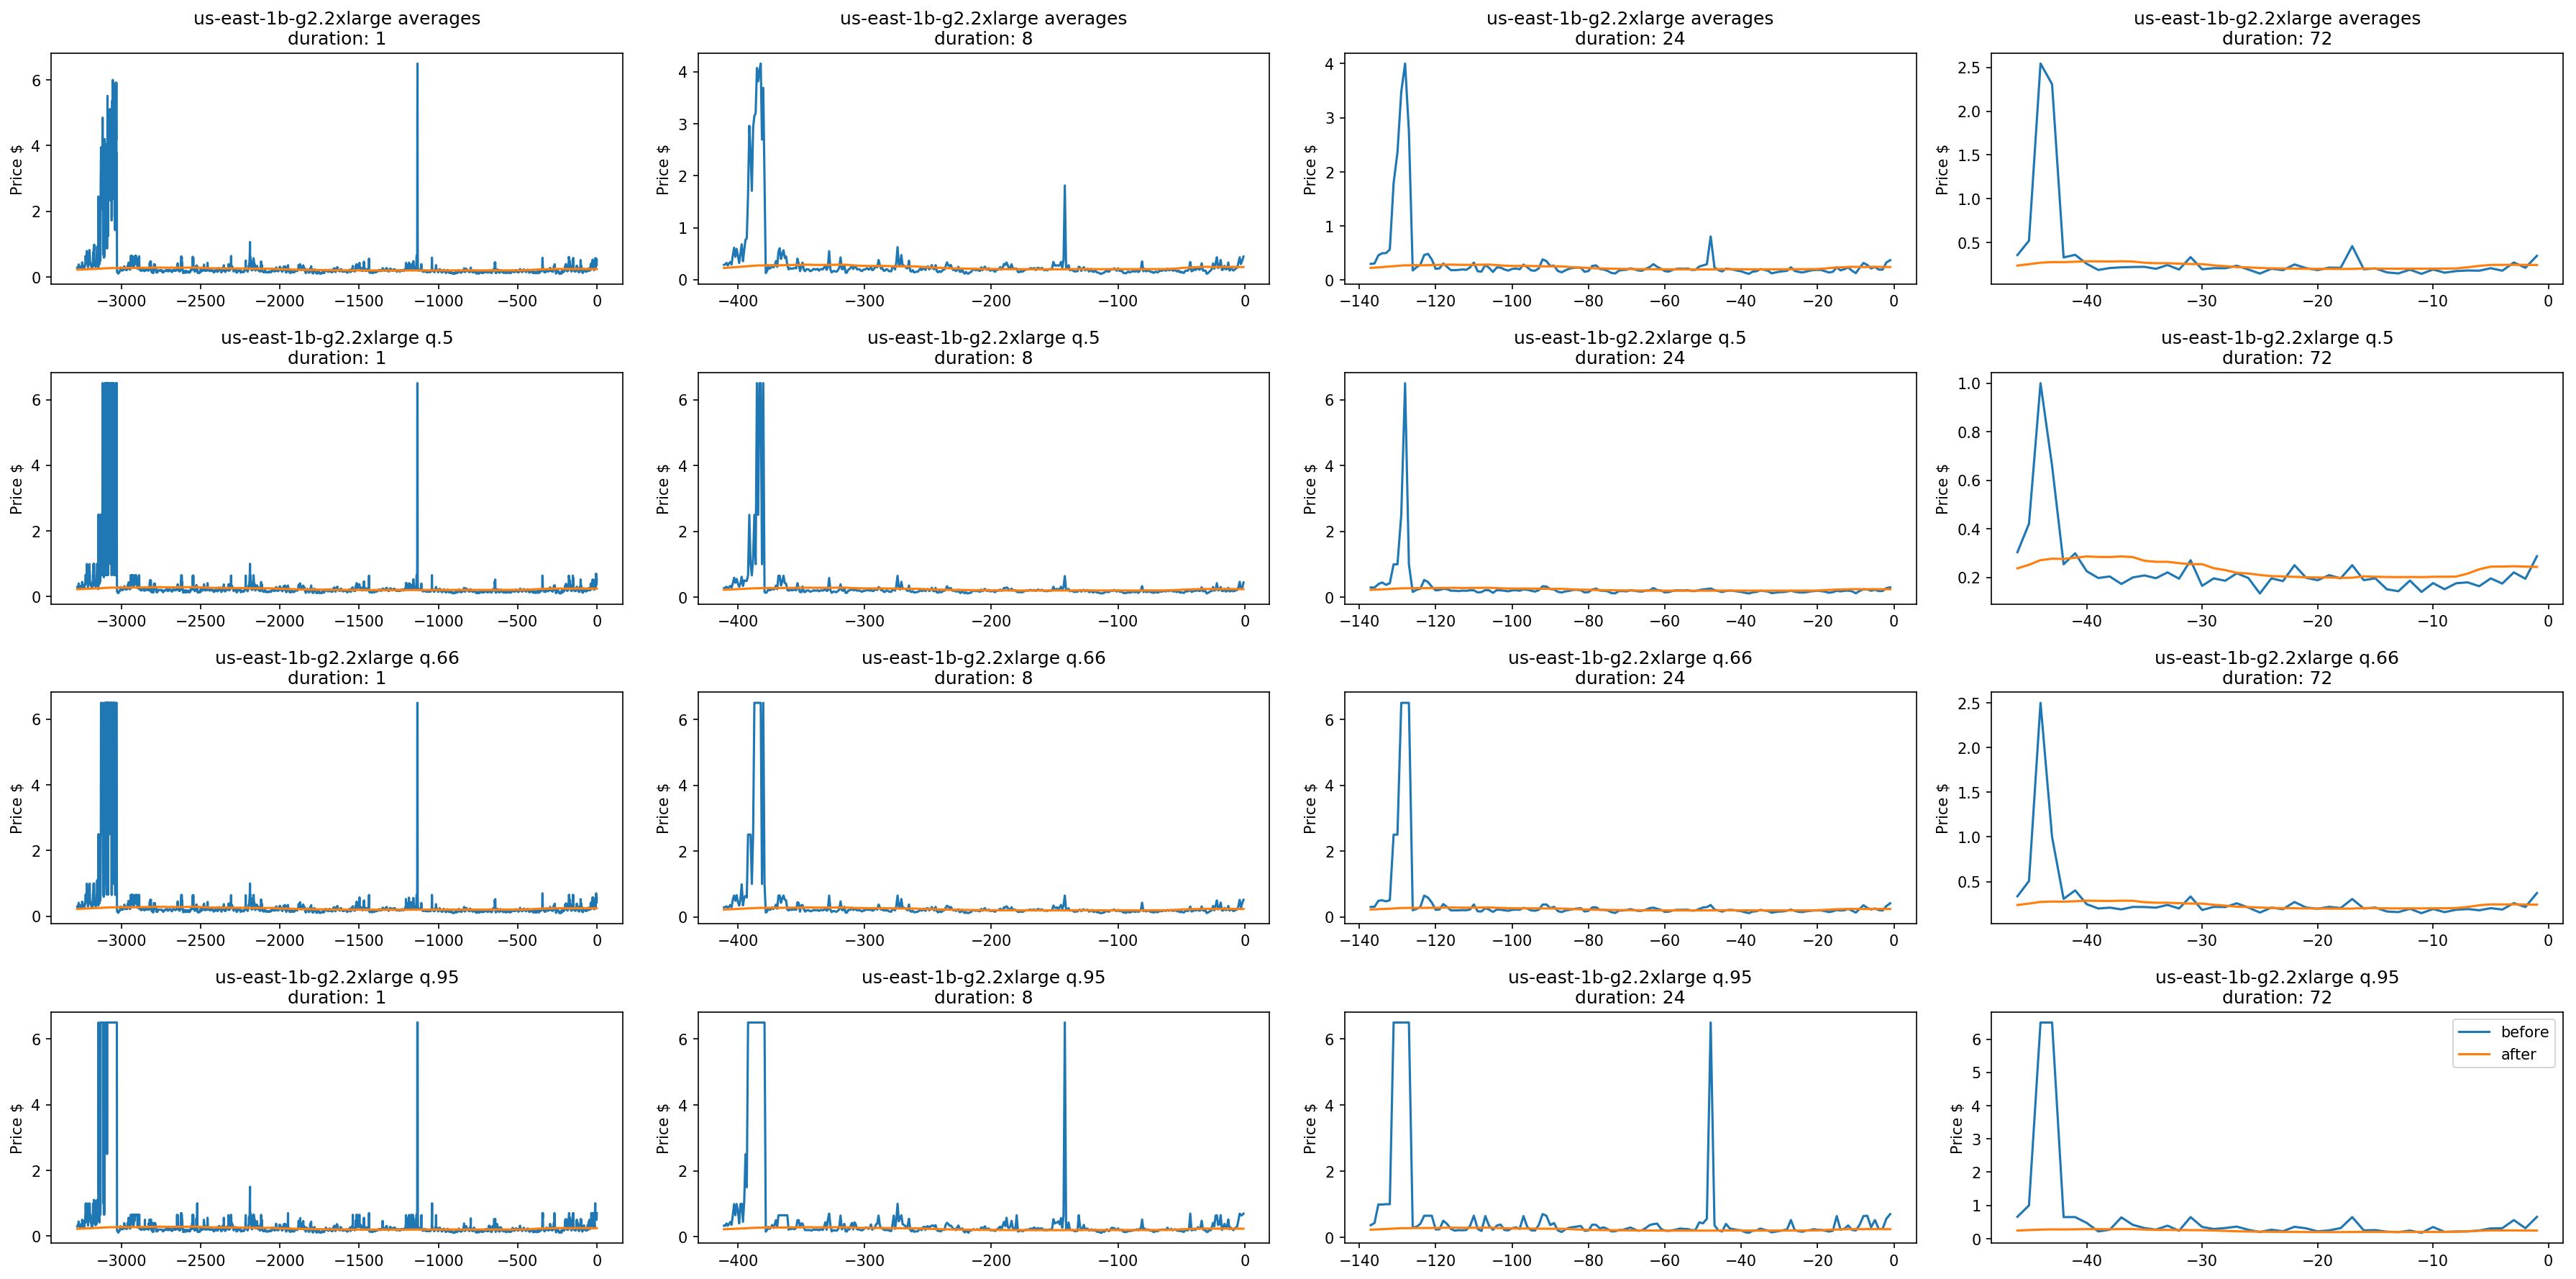 us-east-1b-g2.2xlarge averages
duration: 1
Price $
6
4
2
0
−3000 −2500 −2000 −1500 −1000 −500 0
us-east-1b-g2.2xlarge averages
duration: 8
Price $
4
3
2
1
0
−400 −300 −200 −100 0
us-east-1b-g2.2xlarge averages
duration: 24
Price $
4
3
2
1
0
−140 −120 −100 −80 −60 −40 −20 0
us-east-1b-g2.2xlarge averages
duration: 72
Price $
2.5
2.0
1.5
1.0
0.5
−40 −30 −20 −10 0
us-east-1b-g2.2xlarge q.5
duration: 1
Price $
6
4
2
0
−3000 −2500 −2000 −1500 −1000 −500 0
us-east-1b-g2.2xlarge q.5
duration: 8
Price $
6
4
2
0
−400 −300 −200 −100 0
us-east-1b-g2.2xlarge q.5
duration: 24
Price $
6
4
2
0
−140 −120 −100 −80 −60 −40 −20 0
us-east-1b-g2.2xlarge q.5
duration: 72
Price $
1.0
0.8
0.6
0.4
0.2
−40 −30 −20 −10 0
us-east-1b-g2.2xlarge q.66
duration: 1
Price $
6
4
2
0
−3000 −2500 −2000 −1500 −1000 −500 0
us-east-1b-g2.2xlarge q.66
duration: 8
Price $
6
4
2
0
−400 −300 −200 −100 0
us-east-1b-g2.2xlarge q.66
duration: 24
Price $
6
4
2
0
−140 −120 −100 −80 −60 −40 −20 0
us-east-1b-g2.2xlarge q.66
duration: 72
Price $
2.5
2.0
1.5
1.0
0.5
−40 −30 −20 −10 0
us-east-1b-g2.2xlarge q.95
duration: 1
Price $
6
4
2
0
−3000 −2500 −2000 −1500 −1000 −500 0
us-east-1b-g2.2xlarge q.95
duration: 8
Price $
6
4
2
0
−400 −300 −200 −100 0
us-east-1b-g2.2xlarge q.95
duration: 24
Price $
6
4
2
0
−140 −120 −100 −80 −60 −40 −20 0
us-east-1b-g2.2xlarge q.95
duration: 72
Price $
6
5
4
3
2
1
0
−40 −30 −20 −10 0
before
after